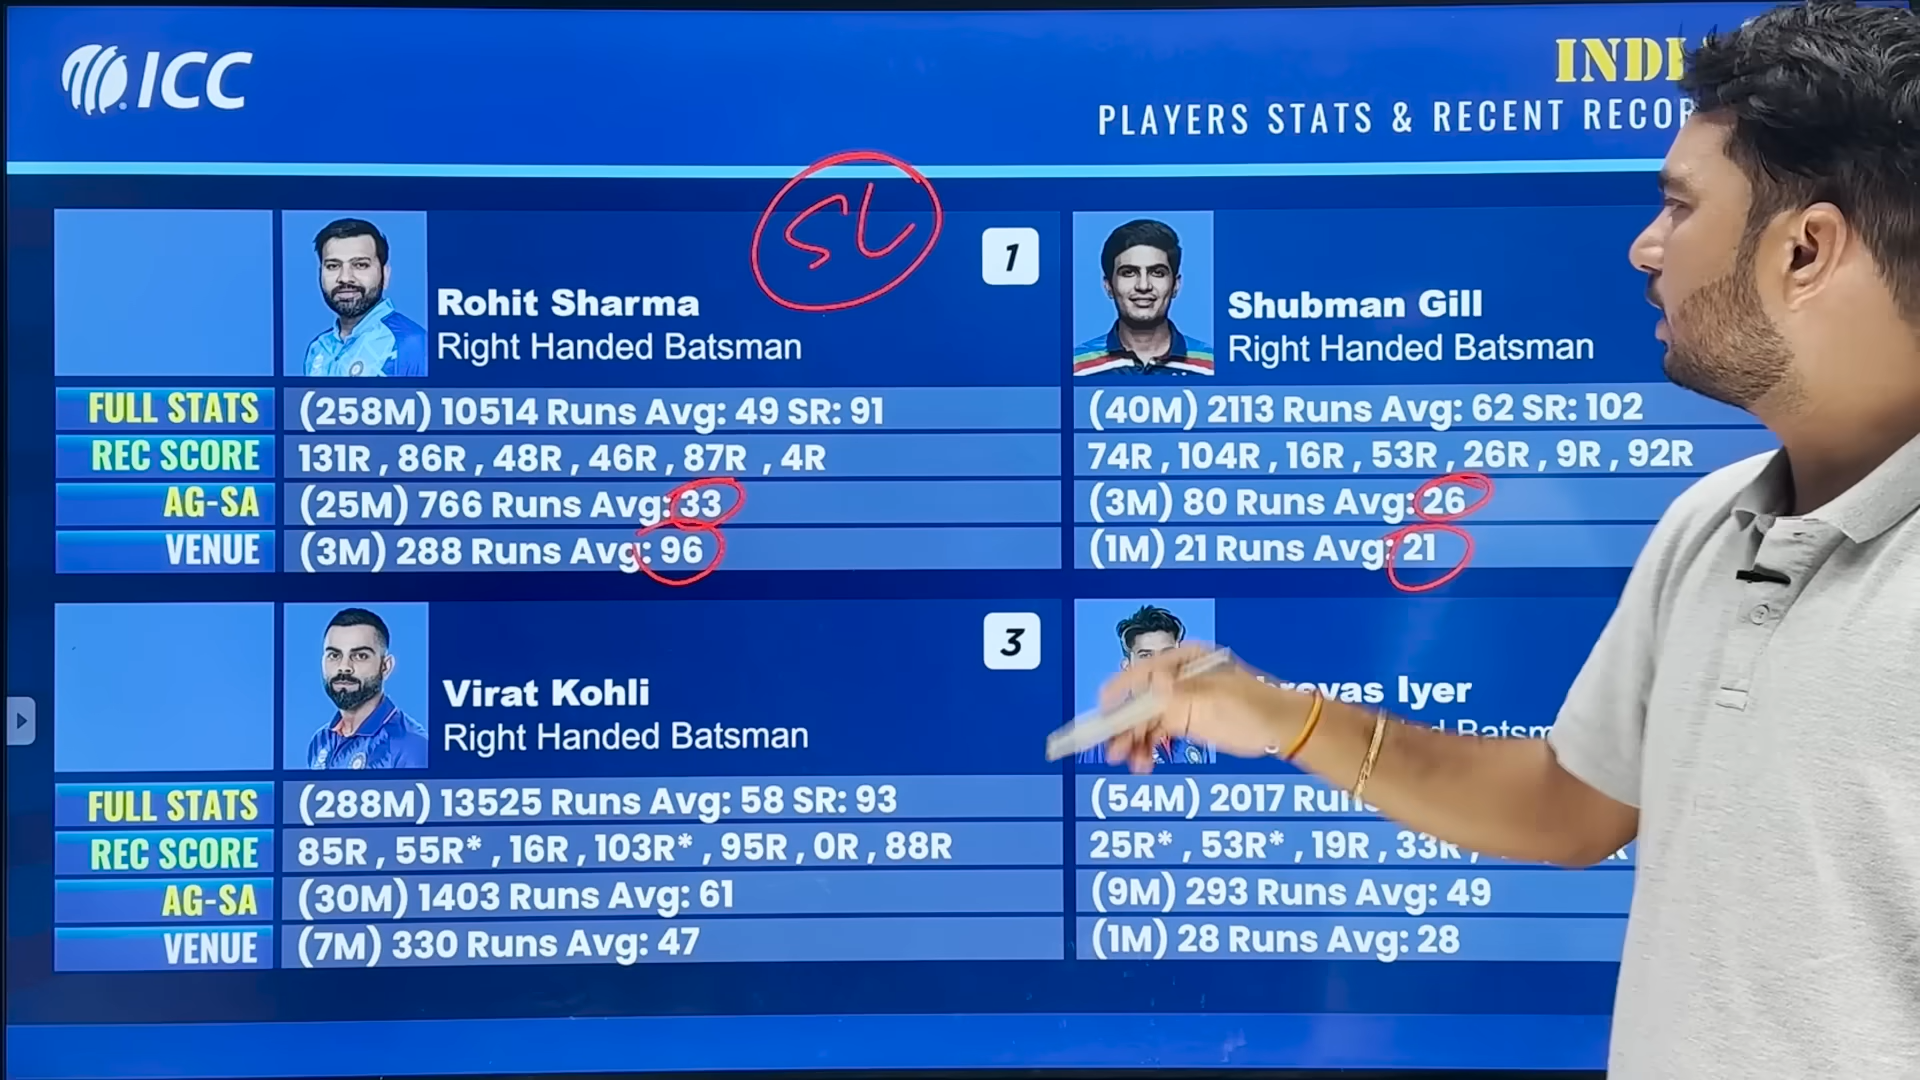 ICC
PLAYERS STATS & RECENT
SL
1
Rohit Sharma
Right Handed Batsman
FULL STATS (258M) 10514 Runs Avg: 49 SR: 91
REC SCORE 131R , 86R , 48R , 46R , 87R , 4R
AG-SA (25M) 766 Runs Avg: 33
VENUE (3M) 288 Runs Avg: 96
Shubman Gill
Right Handed Batsman
(40M) 2113 Runs Avg: 62 SR: 102
74R , 104R , 16R , 53R , 26R , 9R , 92R
(3M) 80 Runs Avg: 26
(1M) 21 Runs Avg: 21
3
Virat Kohli
Right Handed Batsman
FULL STATS (288M) 13525 Runs Avg: 58 SR: 93
REC SCORE 85R , 55R* , 16R , 103R* , 95R , 0R , 88R
AG-SA (30M) 1403 Runs Avg: 61
VENUE (7M) 330 Runs Avg: 47
Iyer
(54M) 2017
25R* , 53R* , 19R , 33R ,
(9M) 293 Runs Avg: 49
(1M) 28 Runs Avg: 28